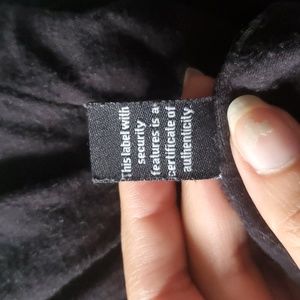 This label with
security
features is a
certificate of
authenticity